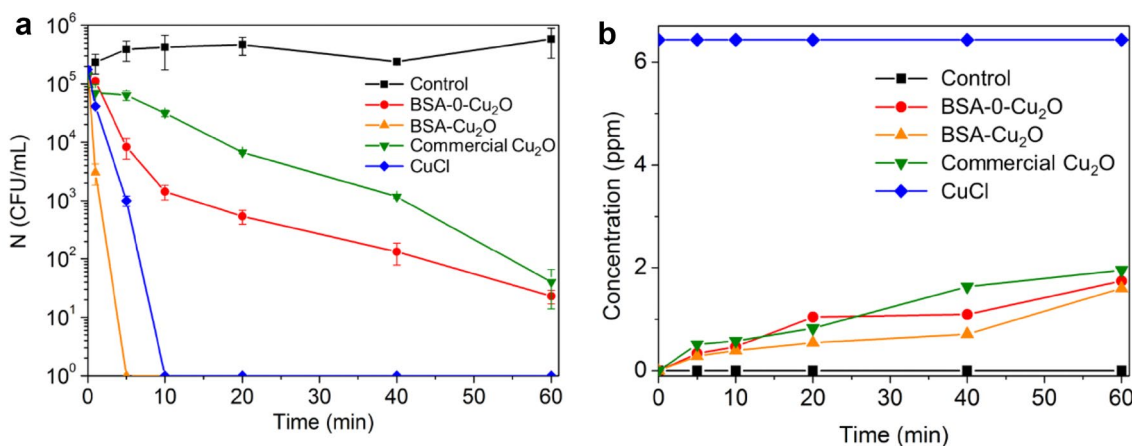 a
N (CFU/mL)
10⁶
10⁵
10⁴
10³
10²
10¹
10⁰
Control
BSA-0-Cu₂O
BSA-Cu₂O
Commercial Cu₂O
CuCl
0 10 20 30 40 50 60
Time (min)
b
Concentration (ppm)
6
4
2
0
Control
BSA-0-Cu₂O
BSA-Cu₂O
Commercial Cu₂O
CuCl
0 10 20 30 40 50 60
Time (min)